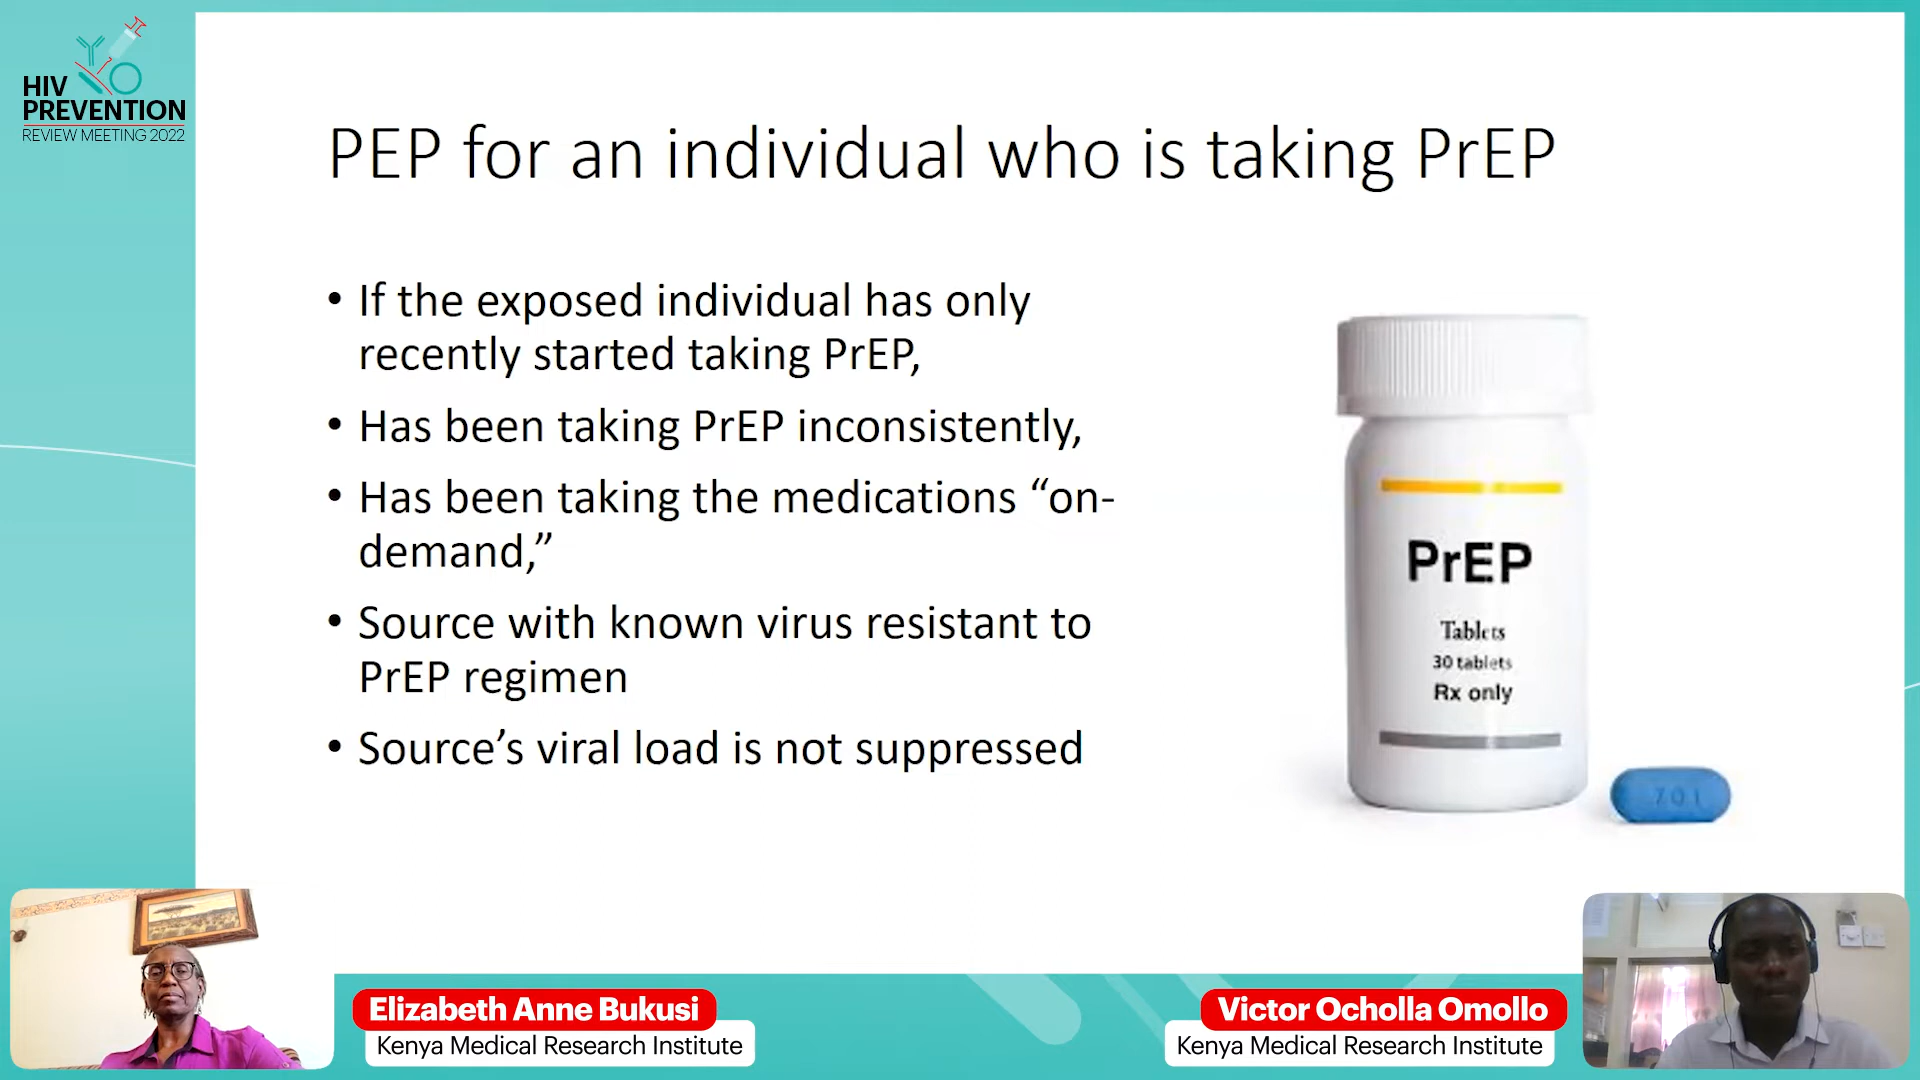 HIV
PREVENTION
REVIEW MEETING 2022
PEP for an individual who is taking PrEP
• If the exposed individual has only
recently started taking PrEP,
• Has been taking PrEP inconsistently,
• Has been taking the medications “on-
demand,”
• Source with known virus resistant to
PrEP regimen
• Source’s viral load is not suppressed
PrEP
Tablets
30 tablets
Rx only
701
Elizabeth Anne Bukusi
Kenya Medical Research Institute
Victor Ocholla Omollo
Kenya Medical Research Institute